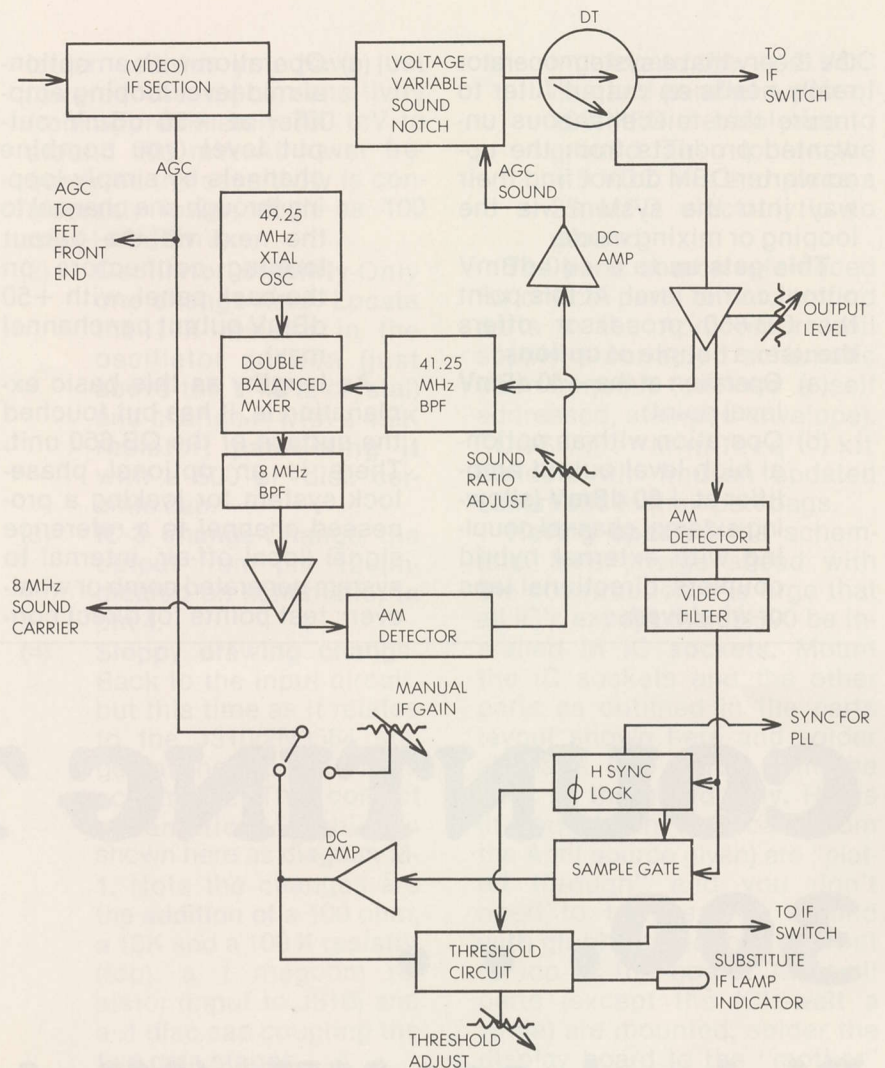 DT
(VIDEO)
IF SECTION
VOLTAGE
VARIABLE
SOUND
NOTCH
TO
IF
SWITCH
AGC
AGC
TO
FET
FRONT
END
49.25
MHz
XTAL
OSC
AGC
SOUND
DC
AMP
OUTPUT
LEVEL
DOUBLE
BALANCED
MIXER
41.25
MHz
BPF
8 MHz
BPF
SOUND
RATIO
ADJUST
AM
DETECTOR
8 MHz
SOUND
CARRIER
AM
DETECTOR
VIDEO
FILTER
MANUAL
IF GAIN
SYNC FOR
PLL
H SYNC
ϕ LOCK
DC
AMP
SAMPLE GATE
THRESHOLD
CIRCUIT
TO IF
SWITCH
SUBSTITUTE
IF LAMP
INDICATOR
THRESHOLD
ADJUST